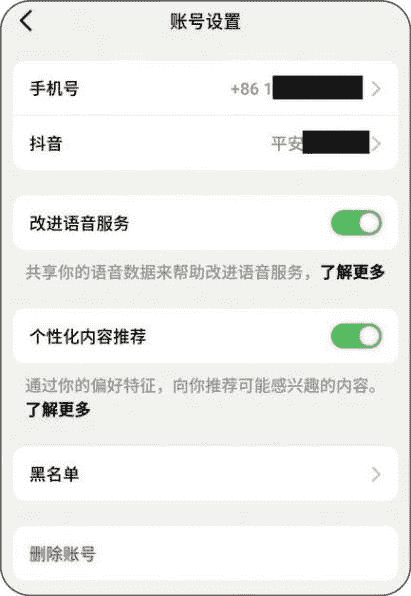 账号设置
手机号 +86 1
抖音 平安
改进语音服务
共享你的语音数据来帮助改进语音服务，了解更多
个性化内容推荐
通过你的偏好特征，向你推荐可能感兴趣的内容。
了解更多
黑名单
删除账号